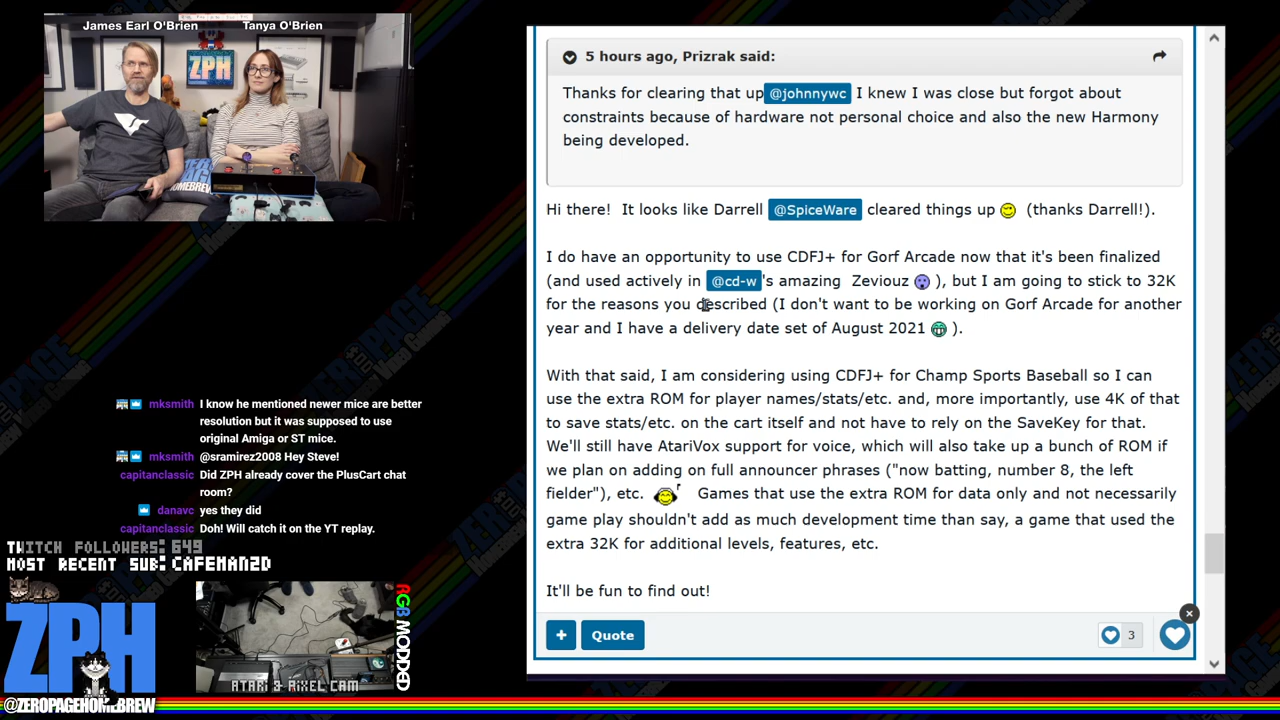 James Earl O'Brien
Tanya O'Brien
ZPH
mksmith I know he mentioned newer mice are better
resolution but it was supposed to use
original Amiga or ST mice.
mksmith @sramirez2008 Hey Steve!
capitanclassic Did ZPH already cover the PlusCart chat
room?
danavc yes they did
capitanclassic Doh! Will catch it on the YT replay.
TWITCH FOLLOWERS: 649
MOST RECENT SUB: CAFEMAN2D
ZPH
@ZEROPAGEHOMEBREW
ATARI & PIXEL CAM
RGB MODDED
5 hours ago, Prizrak said:
Thanks for clearing that up @johnnywc I knew I was close but forgot about
constraints because of hardware not personal choice and also the new Harmony
being developed.
Hi there! It looks like Darrell @SpiceWare cleared things up (thanks Darrell!).
I do have an opportunity to use CDFJ+ for Gorf Arcade now that it's been finalized
(and used actively in @cd-w's amazing Zeviouz ), but I am going to stick to 32K
for the reasons you described (I don't want to be working on Gorf Arcade for another
year and I have a delivery date set of August 2021 ).
With that said, I am considering using CDFJ+ for Champ Sports Baseball so I can
use the extra ROM for player names/stats/etc. and, more importantly, use 4K of that
to save stats/etc. on the cart itself and not have to rely on the SaveKey for that.
We'll still have AtariVox support for voice, which will also take up a bunch of ROM if
we plan on adding on full announcer phrases ("now batting, number 8, the left
fielder"), etc. Games that use the extra ROM for data only and not necessarily
game play shouldn't add as much development time than say, a game that used the
extra 32K for additional levels, features, etc.
It'll be fun to find out!
+ Quote
3